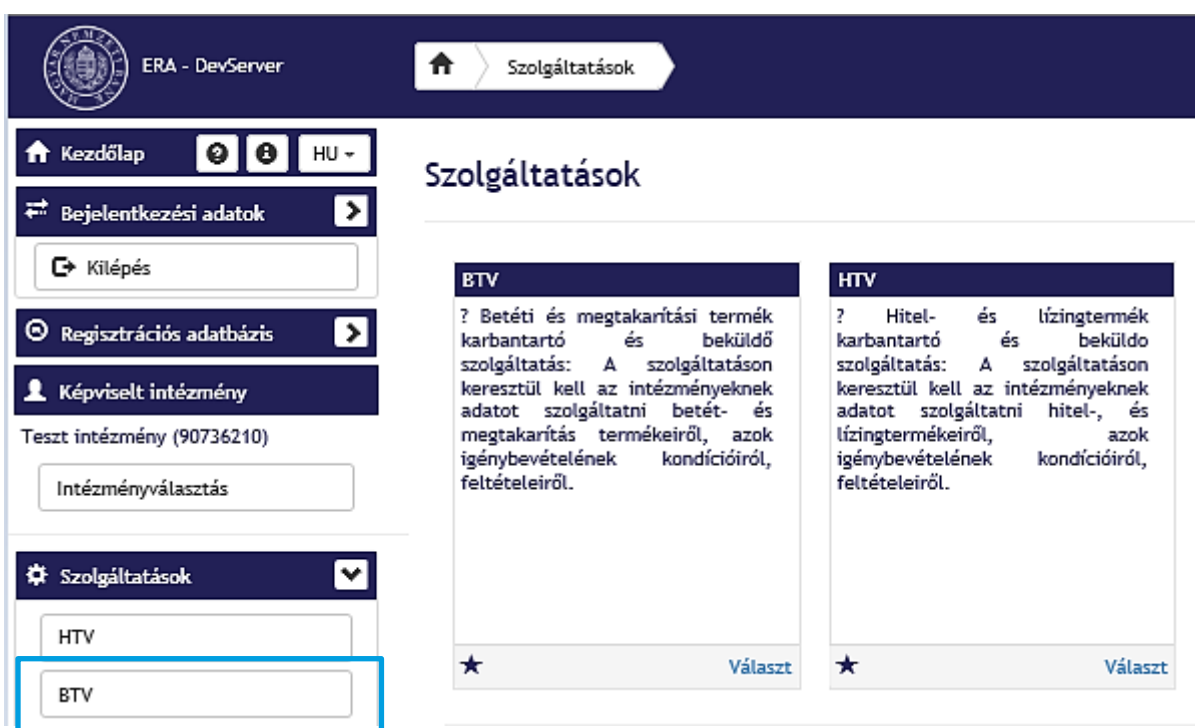 MAGYAR NEMZETI BANK
ERA - DevServer
Szolgáltatások
Kezdőlap
HU
Bejelentkezési adatok
Kilépés
Regisztrációs adatbázis
Képviselt intézmény
Teszt intézmény (90736210)
Intézményválasztás
Szolgáltatások
HTV
BTV
Szolgáltatások
BTV
? Betéti és megtakarítási termék
karbantartó és beküldő
szolgáltatás: A szolgáltatáson
keresztül kell az intézményeknek
adatot szolgáltatni betét- és
megtakarítás termékeiről, azok
igénybevételének kondícióiról,
feltételeiről.
Választ
HTV
? Hitel- és lízingtermék
karbantartó és beküldo
szolgáltatás: A szolgáltatáson
keresztül kell az intézményeknek
adatot szolgáltatni hitel-, és
lízingtermékeiről, azok
igénybevételének kondícióiról,
feltételeiről.
Választ